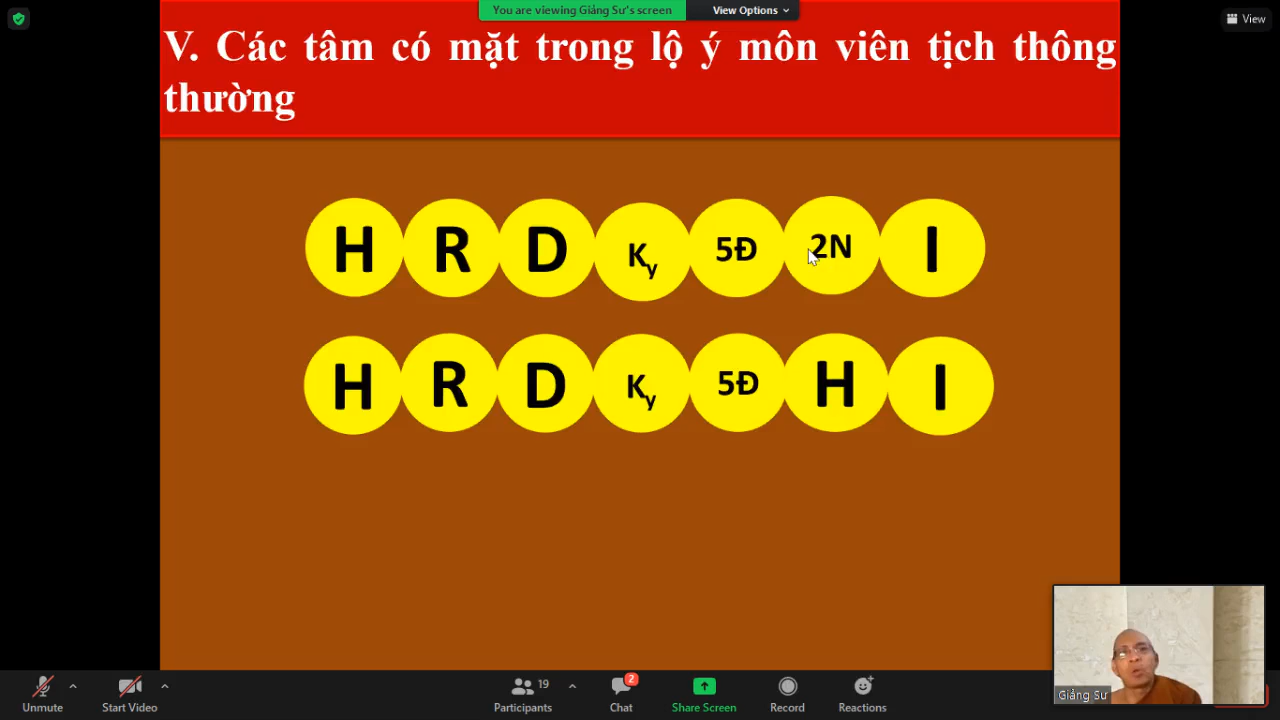 You are viewing Giảng Sư's screen
View Options
View
V. Các tâm có mặt trong lộ ý môn viên tịch thông
thường
H R D Ky 5Đ 2N I
H R D Ky 5Đ H I
Giảng Sư
Unmute
Start Video
19
Participants
2
Chat
Share Screen
Record
Reactions